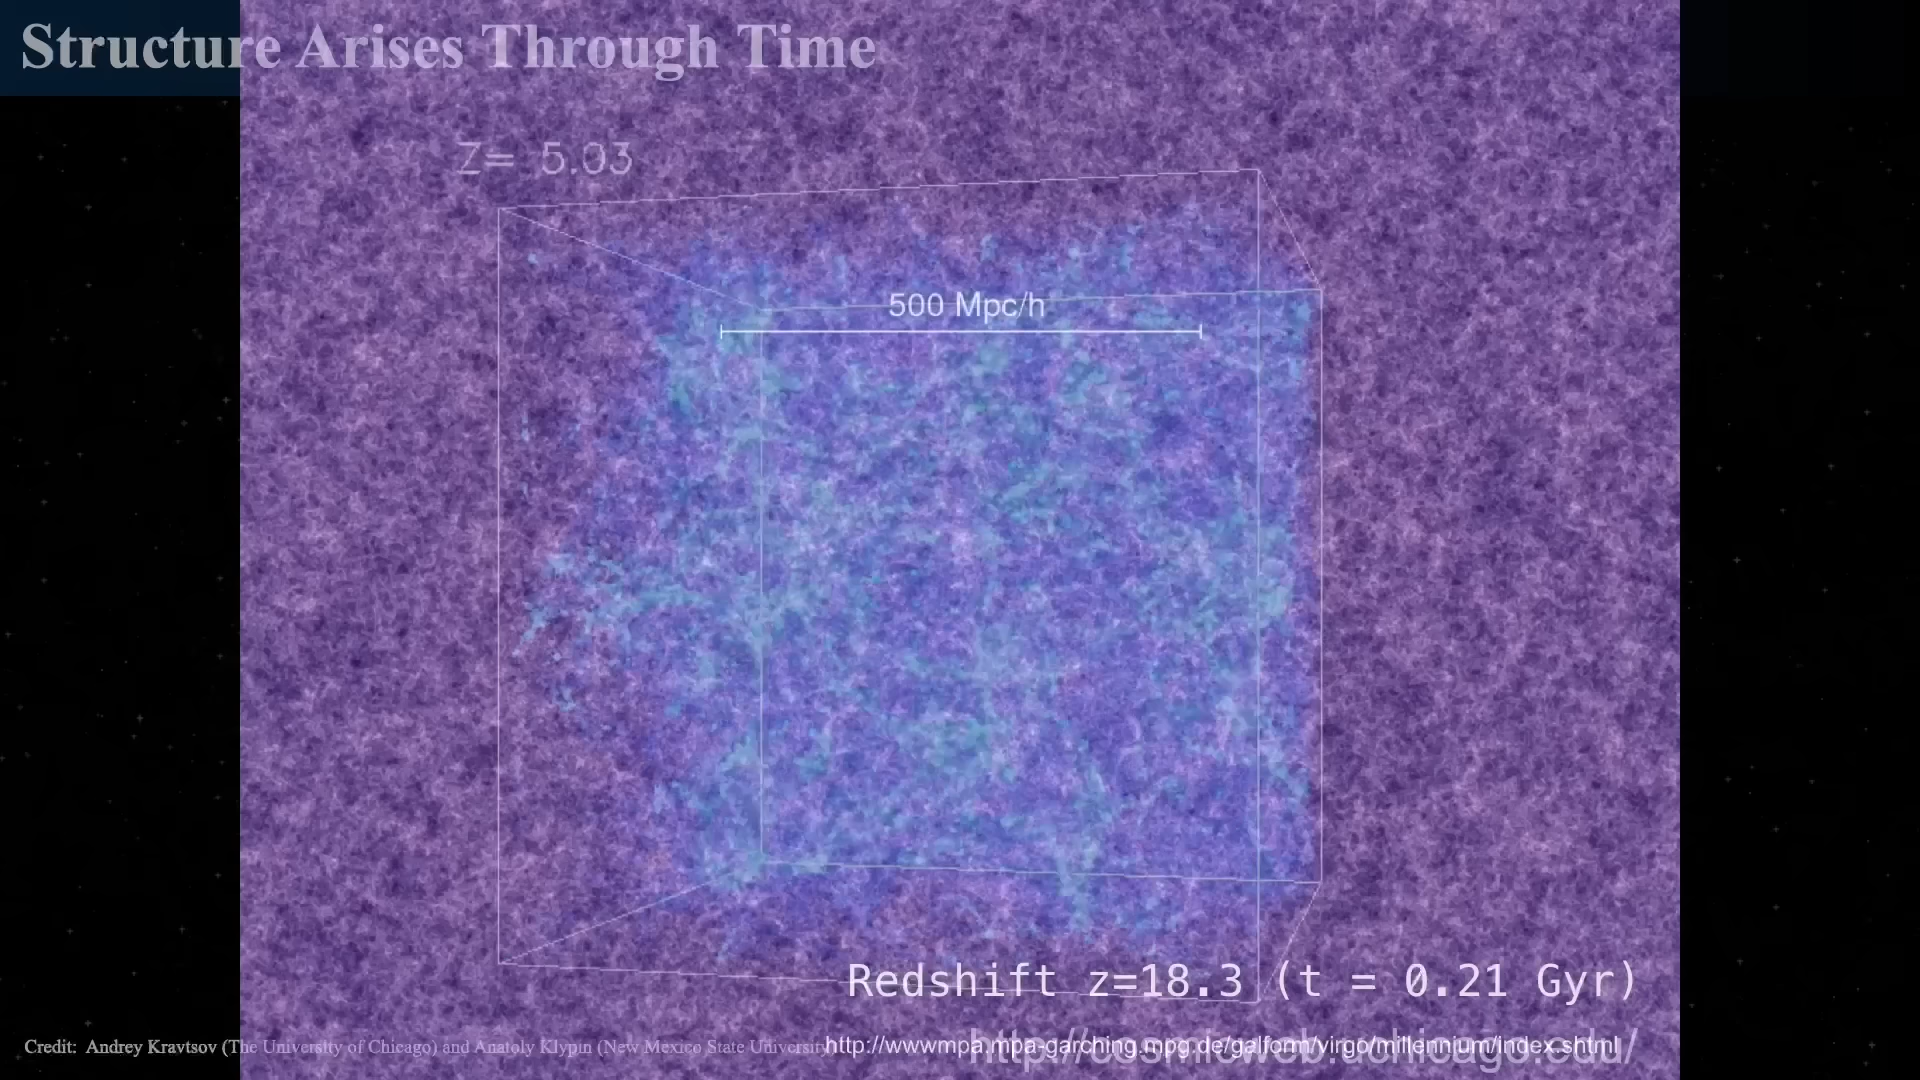 Structure Arises Through Time
Z= 5.03
500 Mpc/h
Redshift z=18.3 (t = 0.21 Gyr)
Credit: Andrey Kravtsov (The University of Chicago) and Anatoly Klypin (New Mexico State University)
http://wwwmpa.mpa-garching.mpg.de/galform/virgo/millennium/index.shtml